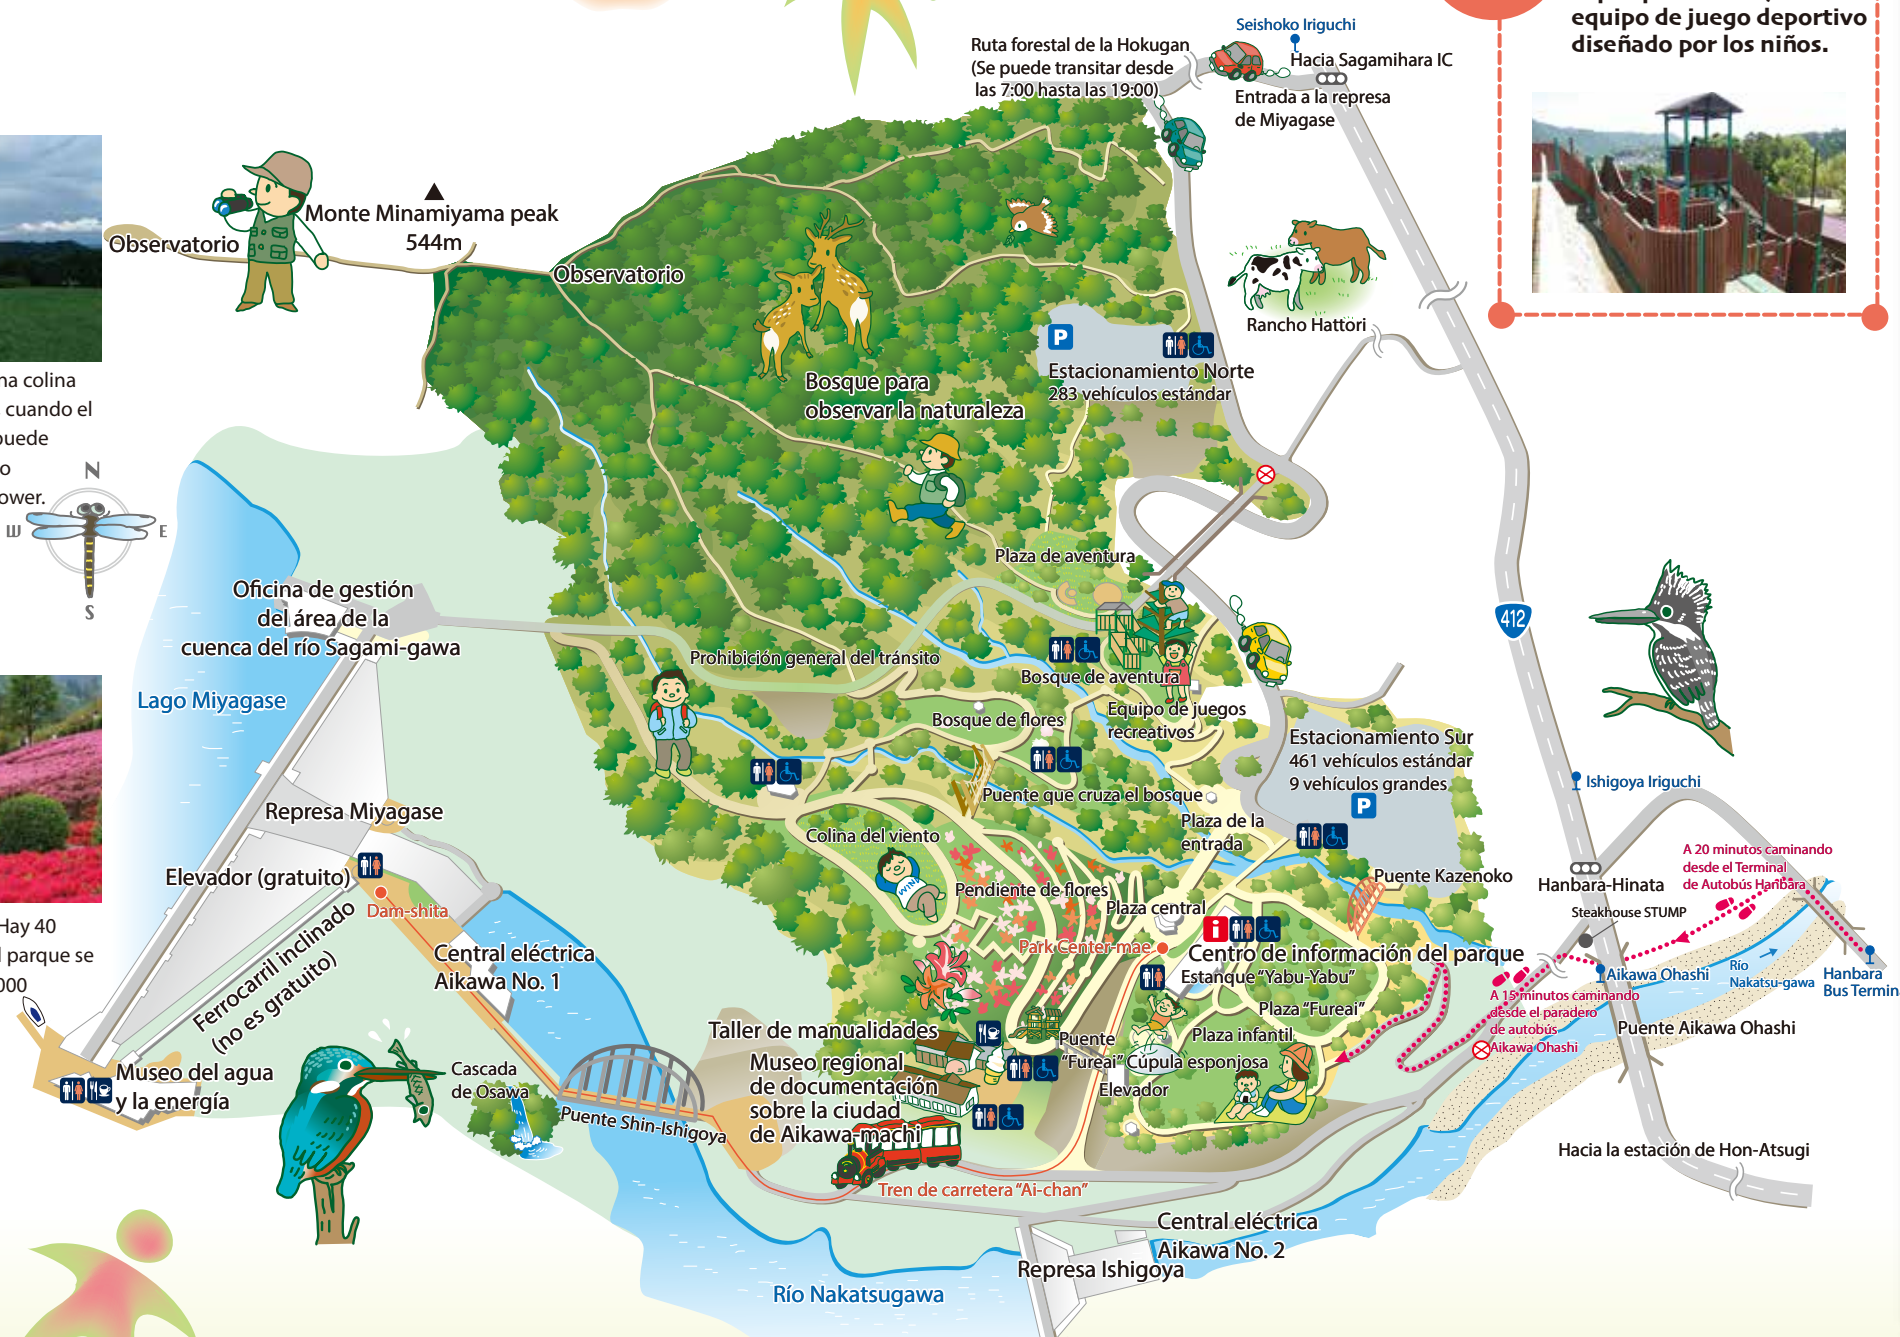 equipo de juego deportivo
diseñado por los niños.
Seishoko Iriguchi
Ruta forestal de la Hokugan
(Se puede transitar desde
las 7:00 hasta las 19:00)
Hacia Sagamihara IC
Entrada a la represa
de Miyagase
Monte Minamiyama peak
544m
Observatorio
Observatorio
Rancho Hattori
P
Estacionamiento Norte
283 vehículos estándar
Bosque para
observar la naturaleza
colina
cuando el
puede
o
N
W
E
S
Plaza de aventura
Oficina de gestión
del área de la
cuenca del río Sagami-gawa
412
Lago Miyagase
Prohibición general del tránsito
Bosque de aventura
Bosque de flores
Equipo de juegos
recreativos
Estacionamiento Sur
461 vehículos estándar
9 vehículos grandes
P
Ishigoya Iriguchi
Represa Miyagase
Puente que cruza el bosque
Plaza de la
entrada
Colina del viento
Elevador (gratuito)
Dam-shita
Pendiente de flores
Plaza central
Puente Kazenoko
Hanbara-Hinata
A 20 minutos caminando
desde el Terminal
de Autobús Hanbara
Steakhouse STUMP
Hay 40
parque se
000
Ferrocarril inclinado
(no es gratuito)
Central eléctrica
Aikawa No. 1
Park Center-mae
i
Centro de información del parque
Estanque "Yabu-Yabu"
Aikawa Ohashi
Río
Nakatsu-gawa
Hanbara
A 15 minutos caminando
desde el paradero
de autobús
Aikawa Ohashi
Plaza "Fureai"
Puente Aikawa Ohashi
Taller de manualidades
Plaza infantil
Puente
"Fureai"
Cúpula esponjosa
Elevador
Museo regional
de documentación
sobre la ciudad
de Aikawa-machi
Museo del agua
y la energía
Cascada
de Osawa
Puente Shin-Ishigoya
Hacia la estación de Hon-Atsugi
Tren de carretera "Ai-chan"
Central eléctrica
Aikawa No. 2
Represa Ishigoya
Río Nakatsugawa